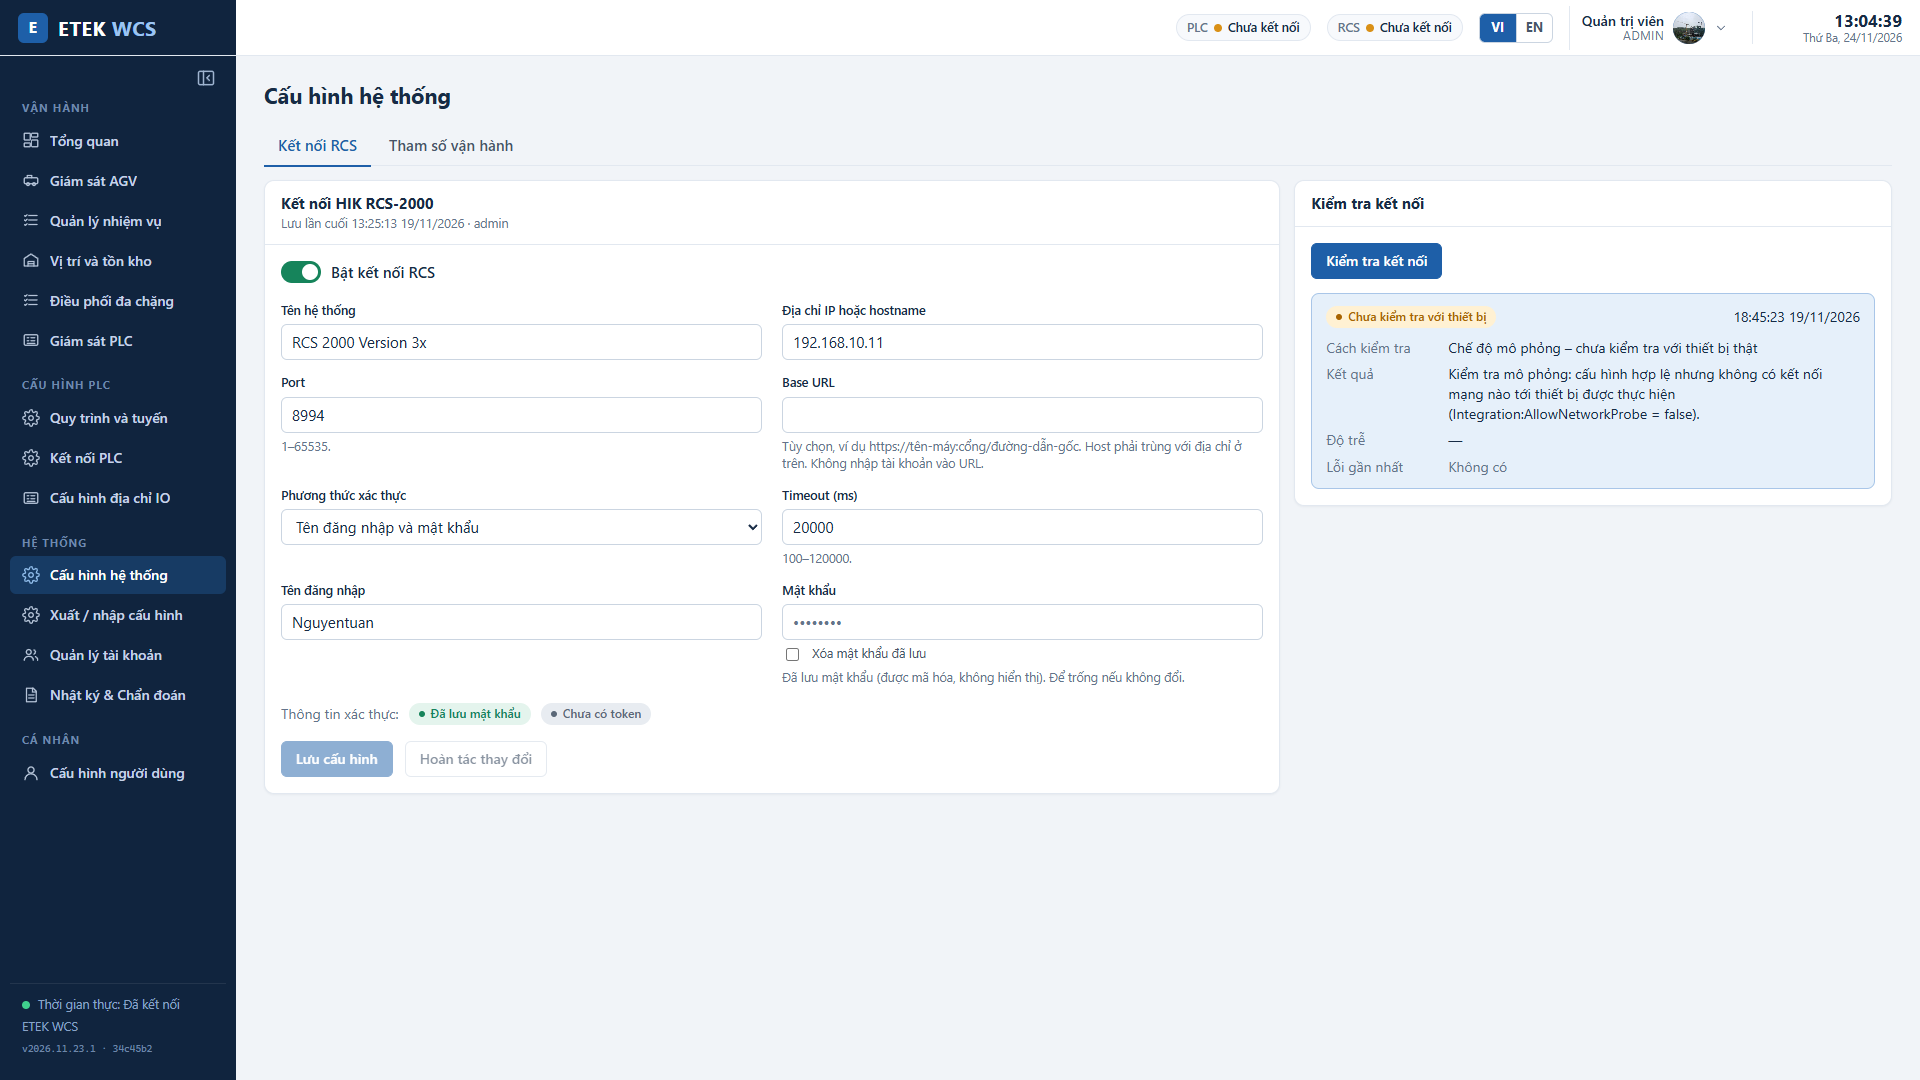 E ETEK WCS
PLC Chưa kết nối
RCS Chưa kết nối
VI EN
Quản trị viên
ADMIN
13:04:39
Thứ Ba, 24/11/2026
VẬN HÀNH
Tổng quan
Giám sát AGV
Quản lý nhiệm vụ
Vị trí và tồn kho
Điều phối đa chặng
Giám sát PLC
CẤU HÌNH PLC
Quy trình và tuyến
Kết nối PLC
Cấu hình địa chỉ IO
HỆ THỐNG
Cấu hình hệ thống
Xuất / nhập cấu hình
Quản lý tài khoản
Nhật ký & Chẩn đoán
CÁ NHÂN
Cấu hình người dùng
Thời gian thực: Đã kết nối
ETEK WCS
v2026.11.23.1 · 34c45b2
Cấu hình hệ thống
Kết nối RCS
Tham số vận hành
Kết nối HIK RCS-2000
Lưu lần cuối 13:25:13 19/11/2026 · admin
Bật kết nối RCS
Tên hệ thống
RCS 2000 Version 3x
Địa chỉ IP hoặc hostname
192.168.10.11
Port
8994
1–65535.
Base URL
Tùy chọn, ví dụ https://tên-máy:cổng/đường-dẫn-gốc. Host phải trùng với địa chỉ ở
trên. Không nhập tài khoản vào URL.
Phương thức xác thực
Tên đăng nhập và mật khẩu
Timeout (ms)
20000
100–120000.
Tên đăng nhập
Nguyentuan
Mật khẩu
••••••••
Xóa mật khẩu đã lưu
Đã lưu mật khẩu (được mã hóa, không hiển thị). Để trống nếu không đổi.
Thông tin xác thực:
Đã lưu mật khẩu
Chưa có token
Lưu cấu hình
Hoàn tác thay đổi
Kiểm tra kết nối
Kiểm tra kết nối
Chưa kiểm tra với thiết bị
18:45:23 19/11/2026
Cách kiểm tra
Chế độ mô phỏng – chưa kiểm tra với thiết bị thật
Kết quả
Kiểm tra mô phỏng: cấu hình hợp lệ nhưng không có kết nối
mạng nào tới thiết bị được thực hiện
(Integration:AllowNetworkProbe = false).
Độ trễ
—
Lỗi gần nhất
Không có